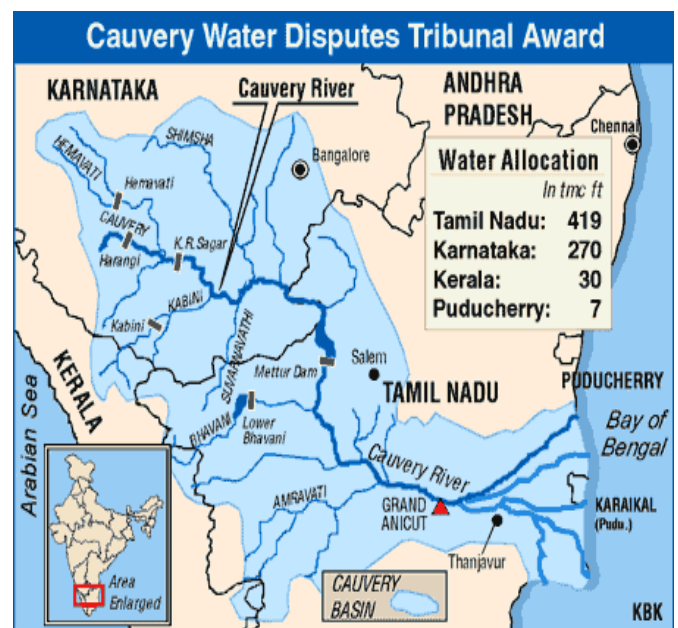 Cauvery Water Disputes Tribunal Award
KARNATAKA
Cauvery River
ANDHRA
PRADESH
Chennai
HEMAVATI
SHIMSHA
Bangalore
Water Allocation
In tmc ft
Tamil Nadu: 419
Karnataka: 270
Kerala: 30
Puducherry: 7
Hemavati
CAUVERY
K.R.Sagar
Harangi
KABINI
Kabini
SUVARNAVATHI
KERALA
Mettur Dam
Salem
TAMIL NADU
PUDUCHERRY
BHAVANI
Lower
Bhavani
Bay of
Bengal
Arabian Sea
Cauvery River
AMRAVATI
GRAND
ANICUT
KARAIKAL
(Pudu.)
Thanjavur
Area
Enlarged
CAUVERY
BASIN
KBK